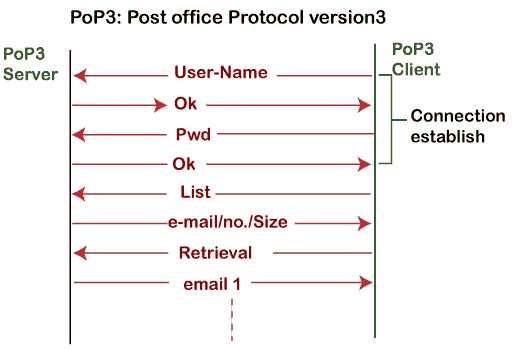 PoP3: Post office Protocol version3
PoP3
Server
PoP3
Client
User-Name
Ok
Pwd
Ok
Connection
establish
List
e-mail/no./Size
Retrieval
email 1